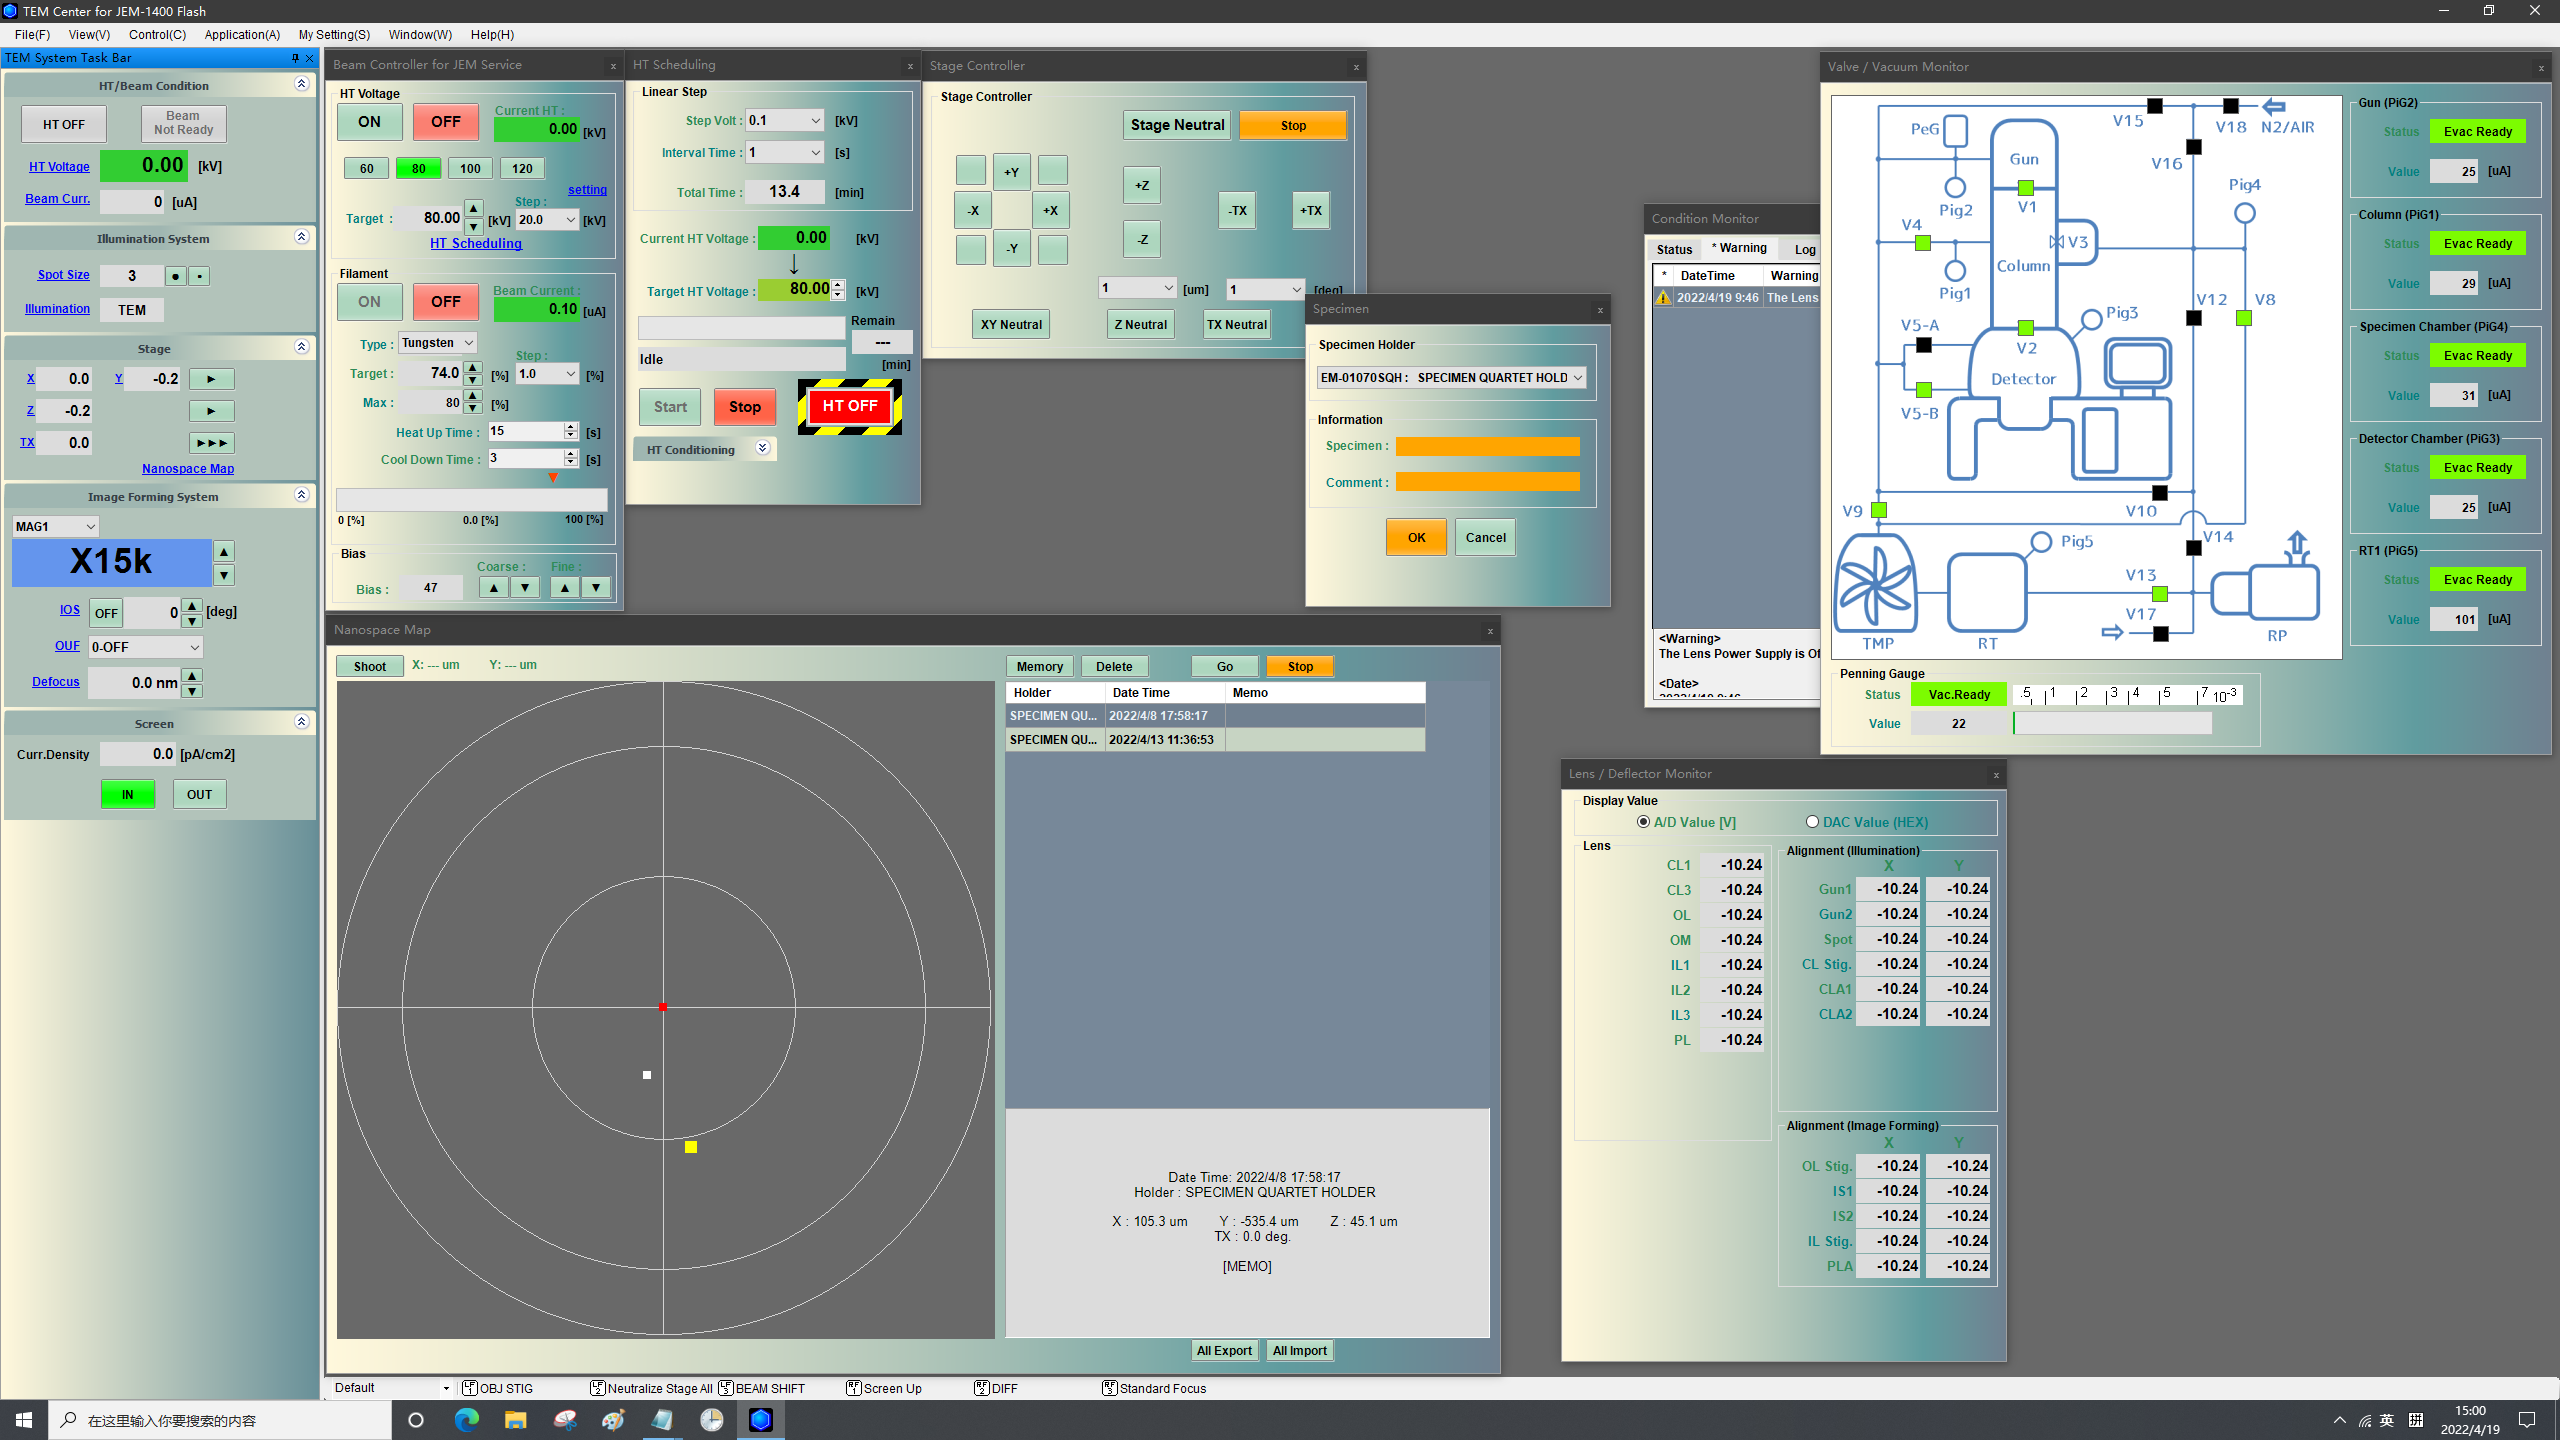 TEM Center for JEM-1400 Flash
File(F) View(V) Control(C) Application(A) My Setting(S) Window(W) Help(H)
TEM System Task Bar
HT/Beam Condition
HT OFF
Beam
Not Ready
HT Voltage 0.00 [kV]
Beam Curr. 0 [uA]
Illumination System
Spot Size 3
Illumination TEM
Stage
X 0.0 Y -0.2
Z -0.2
TX 0.0
Nanospace Map
Image Forming System
MAG1
X15k
IOS OFF 0 [deg]
OUF 0-OFF
Defocus 0.0 nm
Screen
Curr.Density 0.0 [pA/cm2]
IN OUT
Beam Controller for JEM Service
HT Voltage
ON OFF
Current HT :
0.00 [kV]
60 80 100 120
setting
Step :
Target : 80.00 [kV] 20.0 [kV]
HT Scheduling
Filament
ON OFF
Beam Current :
0.10 [uA]
Type : Tungsten
Step :
Target : 74.0 [%] 1.0 [%]
Max : 80 [%]
Heat Up Time : 15 [s]
Cool Down Time : 3 [s]
0 [%] 0.0 [%] 100 [%]
Bias
Coarse : Fine :
Bias : 47
HT Scheduling
Linear Step
Step Volt : 0.1 [kV]
Interval Time : 1 [s]
Total Time : 13.4 [min]
Current HT Voltage : 0.00 [kV]
Target HT Voltage : 80.00 [kV]
Remain
---
Idle
[min]
Start Stop HT OFF
HT Conditioning
Stage Controller
Stage Controller
Stage Neutral Stop
+Y
-X +X
-Y
+Z
-Z
-TX +TX
1 [um] 1 [deg]
XY Neutral Z Neutral TX Neutral
Specimen
Specimen Holder
EM-01070SQH : SPECIMEN QUARTET HOLD
Information
Specimen :
Comment :
OK Cancel
Condition Monitor
Status * Warning Log
* DateTime Warning
2022/4/19 9:46 The Lens
<Warning>
The Lens Power Supply is Of
<Date>
Valve / Vacuum Monitor
V15 V18 N2/AIR
PeG
Gun
V16
Pig2
V1
Pig4
V4
V3
Column
Pig1
V12 V8
V5-A
Pig3
V2
Detector
V5-B
V9
V10
V14
Pig5
V13
V17
TMP RT RP
Gun (PiG2)
Status Evac Ready
Value 25 [uA]
Column (PiG1)
Status Evac Ready
Value 29 [uA]
Specimen Chamber (PiG4)
Status Evac Ready
Value 31 [uA]
Detector Chamber (PiG3)
Status Evac Ready
Value 25 [uA]
RT1 (PiG5)
Status Evac Ready
Value 101 [uA]
Penning Gauge
Status Vac.Ready .5 1 2 3 4 5 7 10-3
Value 22
Nanospace Map
Shoot X: --- um Y: --- um
Memory Delete Go Stop
Holder Date Time Memo
SPECIMEN QU... 2022/4/8 17:58:17
SPECIMEN QU... 2022/4/13 11:36:53
Date Time: 2022/4/8 17:58:17
Holder : SPECIMEN QUARTET HOLDER
X : 105.3 um Y : -535.4 um Z : 45.1 um
TX : 0.0 deg.
[MEMO]
All Export All Import
Lens / Deflector Monitor
Display Value
A/D Value [V] DAC Value (HEX)
Lens
CL1 -10.24
CL3 -10.24
OL -10.24
OM -10.24
IL1 -10.24
IL2 -10.24
IL3 -10.24
PL -10.24
Alignment (Illumination)
X Y
Gun1 -10.24 -10.24
Gun2 -10.24 -10.24
Spot -10.24 -10.24
CL Stig. -10.24 -10.24
CLA1 -10.24 -10.24
CLA2 -10.24 -10.24
Alignment (Image Forming)
X Y
OL Stig. -10.24 -10.24
IS1 -10.24 -10.24
IS2 -10.24 -10.24
IL Stig. -10.24 -10.24
PLA -10.24 -10.24
Default LF1 OBJ STIG LF2 Neutralize Stage All LF3 BEAM SHIFT RF1 Screen Up RF2 DIFF RF3 Standard Focus
在这里输入你要搜索的内容
英 拼
15:00
2022/4/19